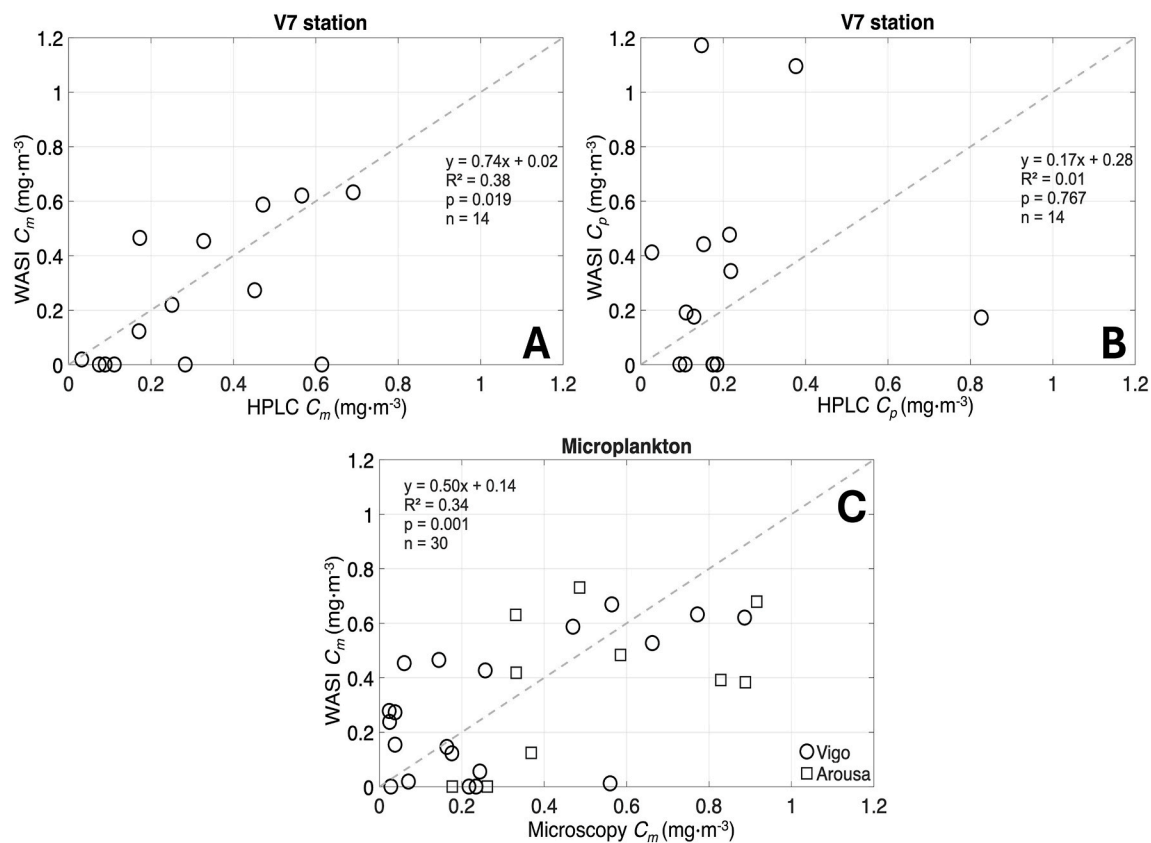 V7 station
1.2
1
0.8
0.6
0.4
0.2
0
WASI Cm (mg·m-3)
y = 0.74x + 0.02
R² = 0.38
p = 0.019
n = 14
A
0 0.2 0.4 0.6 0.8 1 1.2
HPLC Cm (mg·m-3)
V7 station
1.2
1
0.8
0.6
0.4
0.2
0
WASI Cp (mg·m-3)
y = 0.17x + 0.28
R² = 0.01
p = 0.767
n = 14
B
0 0.2 0.4 0.6 0.8 1 1.2
HPLC Cp (mg·m-3)
Microplankton
1.2
1
0.8
0.6
0.4
0.2
0
WASI Cm (mg·m-3)
y = 0.50x + 0.14
R² = 0.34
p = 0.001
n = 30
C
Vigo
Arousa
0 0.2 0.4 0.6 0.8 1 1.2
Microscopy Cm (mg·m-3)